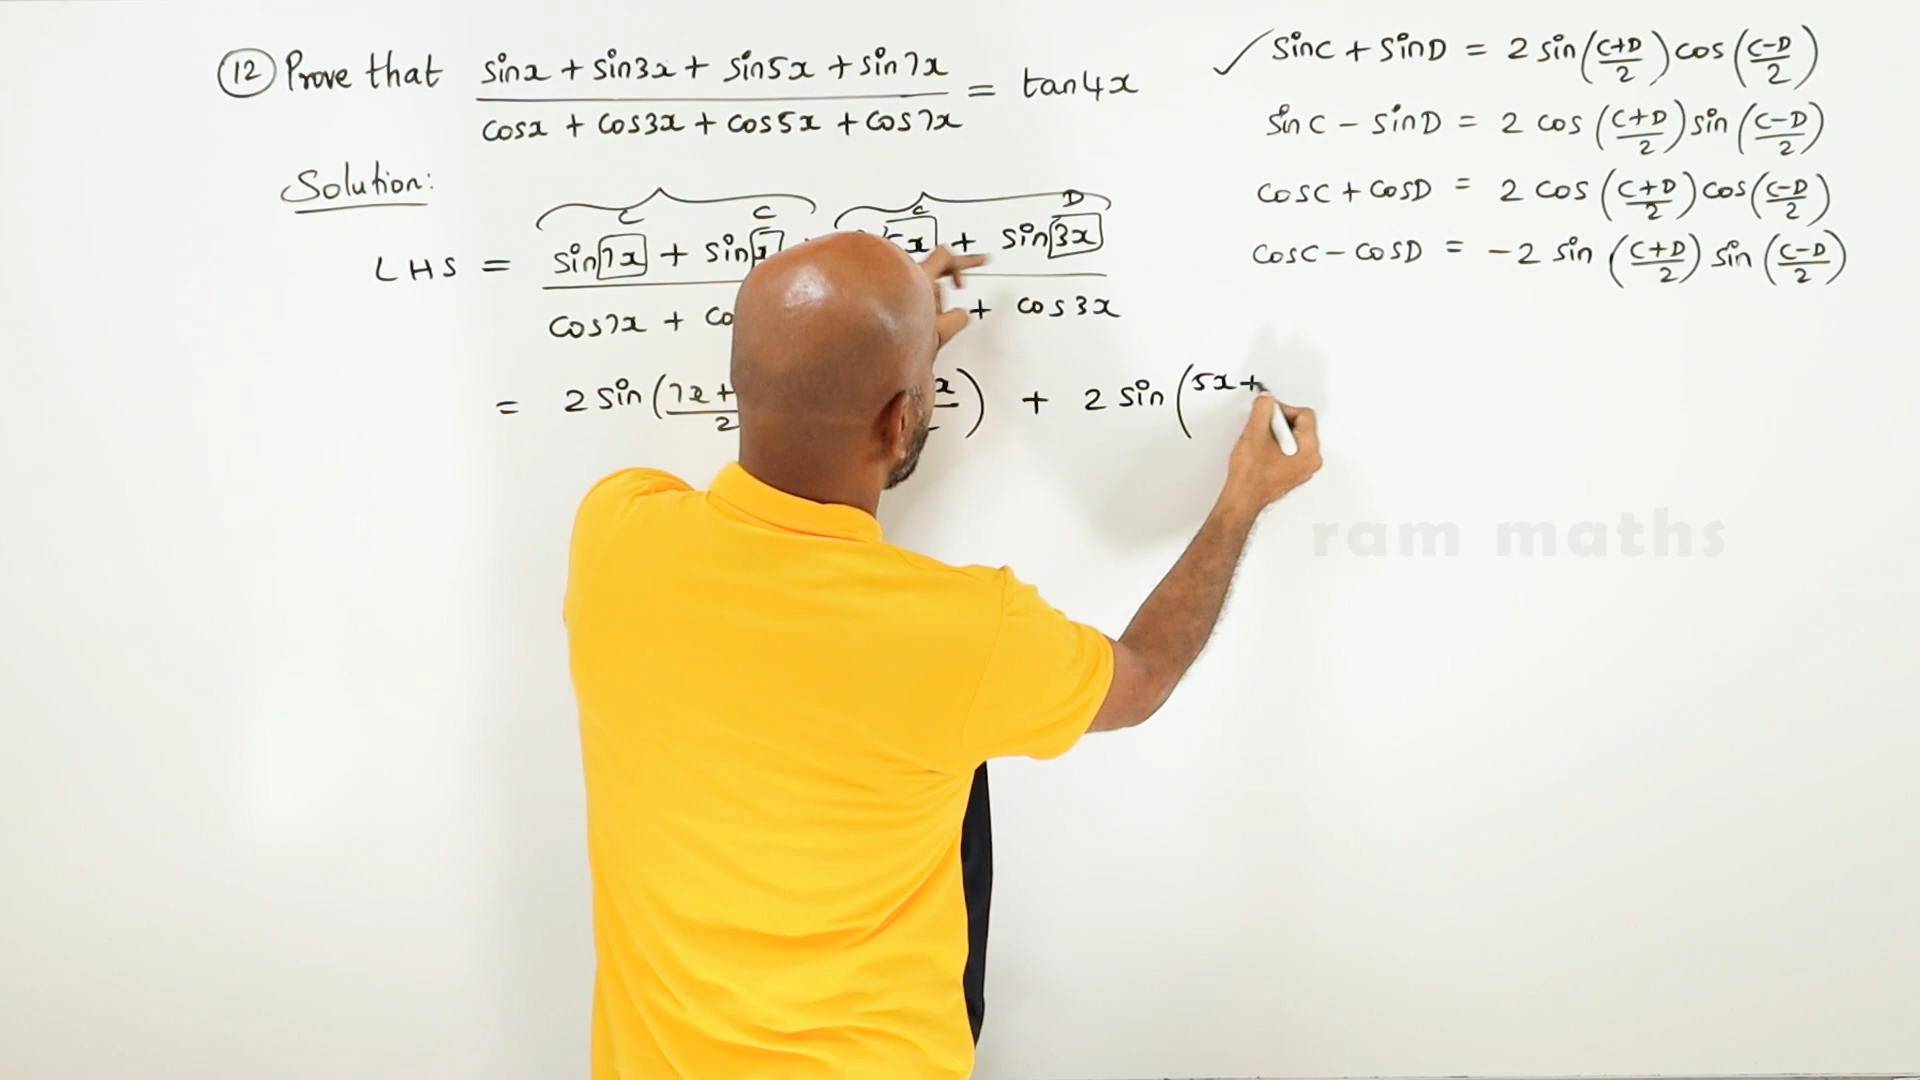 (12) Prove that sinx + sin3x + sin5x + sin7x / cosx + cos3x + cos5x + cos7x = tan4x
Solution:
C C C D
LHS = sin7x + sinx + sin3x
cos7x + + cos3x
= 2 sin (7x+ / 2 x ) + 2 sin (5x+
✓ sinC + sinD = 2 sin (C+D/2) cos (C-D/2)
sinC - sinD = 2 cos (C+D/2) sin (C-D/2)
cosC + cosD = 2 cos (C+D/2) cos (C-D/2)
cosC - cosD = -2 sin (C+D/2) sin (C-D/2)
ram maths